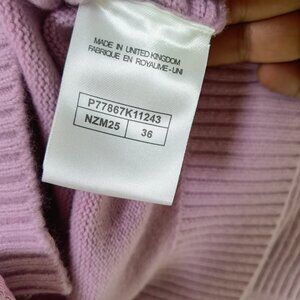 MADE IN UNITED KINGDOM
FABRIQUE EN ROYAUME-UNI
P77867K11243
NZM25 36